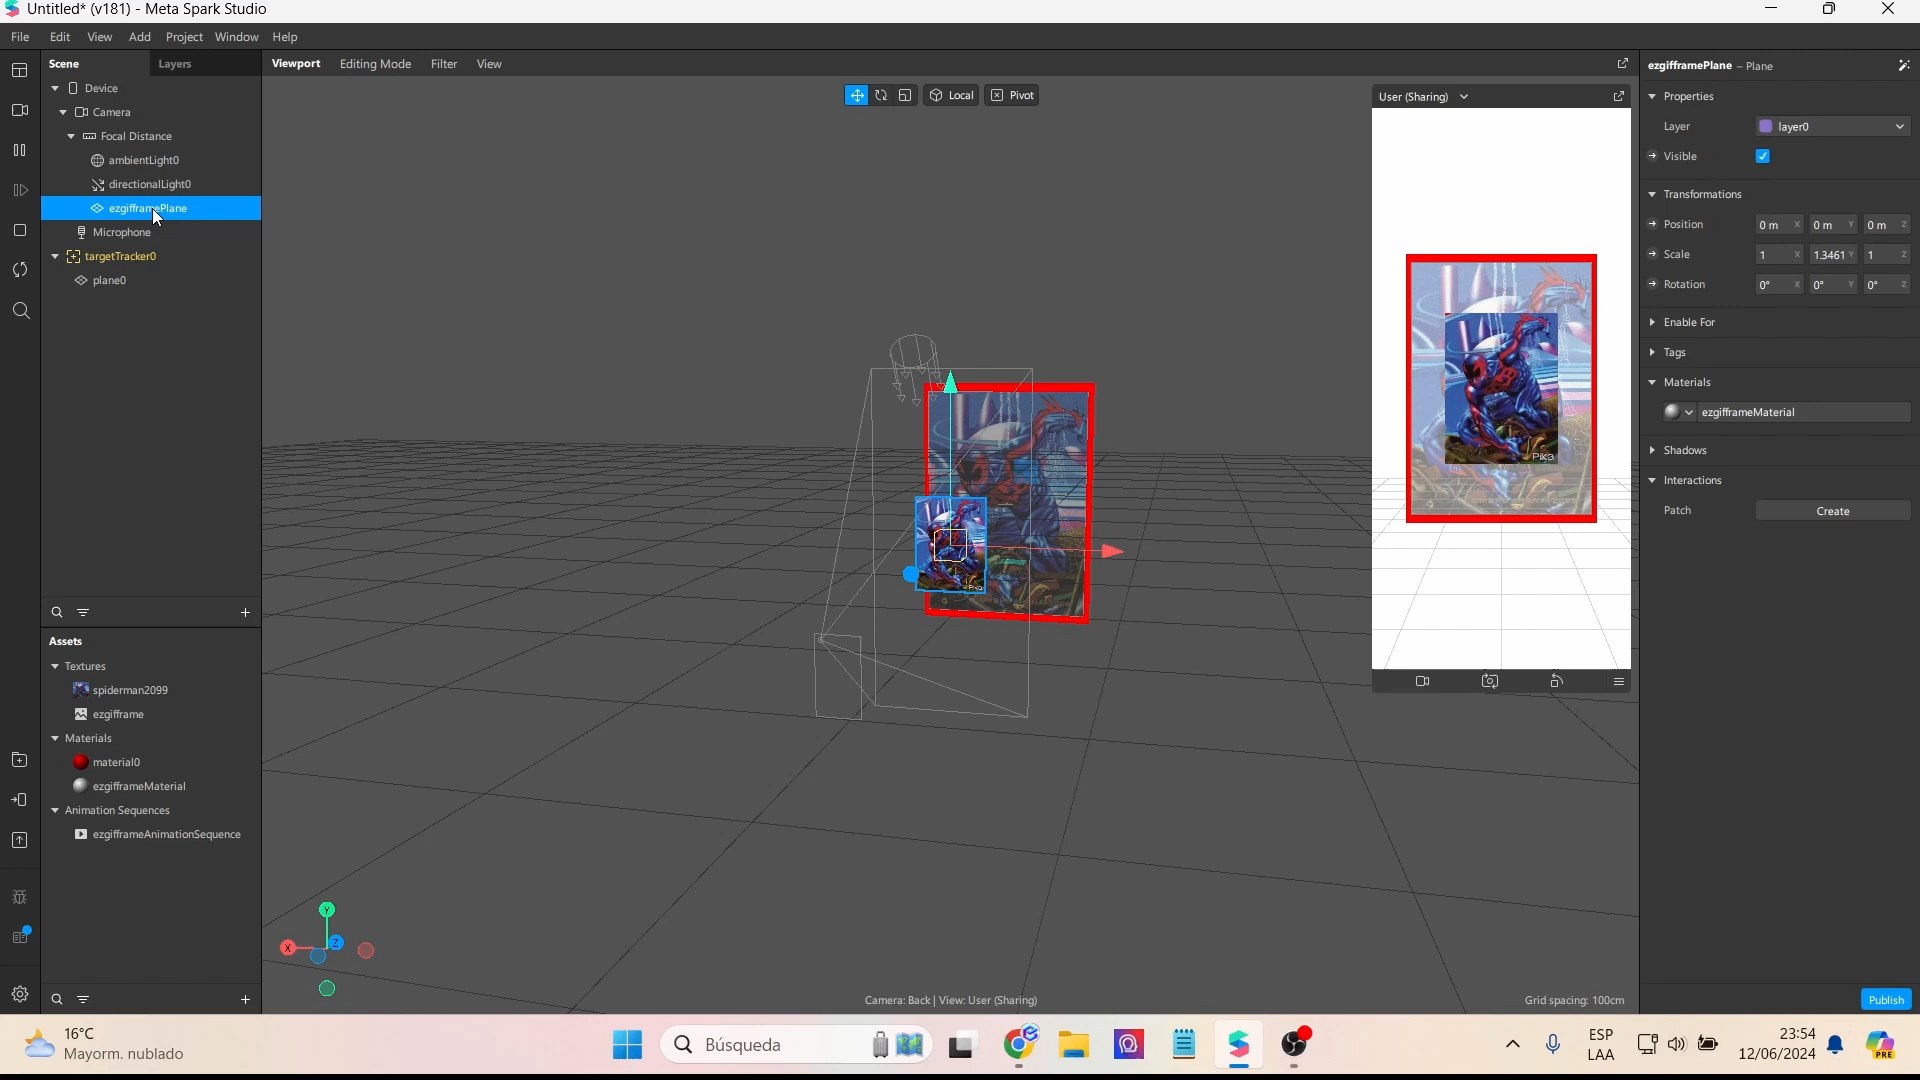 Untitled* (v181) - Meta Spark Studio
File Edit View Add Project Window Help
Scene Layers
Device
Camera
Focal Distance
ambientLight0
directionalLight0
ezgifframePlane
Microphone
targetTracker0
plane0
Assets
Textures
spiderman2099
ezgifframe
Materials
material0
ezgifframeMaterial
Animation Sequences
ezgifframeAnimationSequence
Viewport Editing Mode Filter View
Local Pivot
Y
X
Z
Camera: Back | View: User (Sharing)
Grid spacing: 100cm
User (Sharing)
Pika
ezgifframePlane – Plane
Properties
Layer layer0
Visible
Transformations
Position 0 m X 0 m Y 0 m Z
Scale 1 X 1.3461 Y 1 Z
Rotation 0° X 0° Y 0° Z
Enable For
Tags
Materials
ezgifframeMaterial
Shadows
Interactions
Patch Create
Publish
16°C
Mayorm. nublado
Búsqueda
ESP
LAA
23:54
12/06/2024
PRE